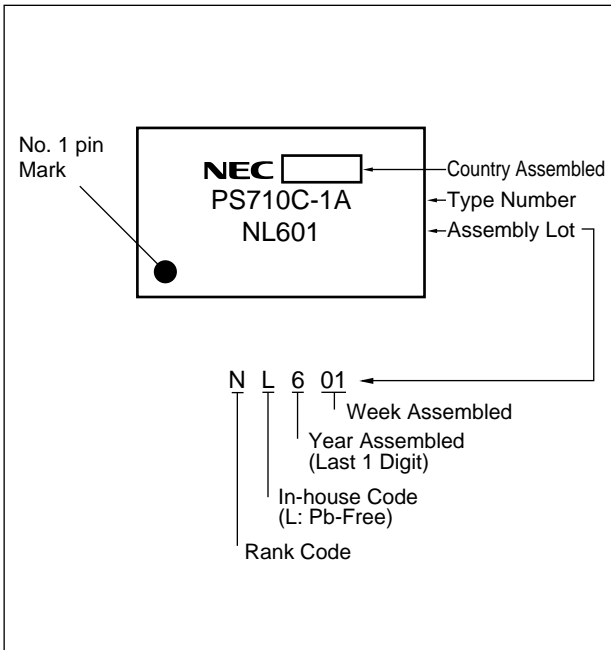 No. 1 pin
Mark
NEC
Country Assembled
PS710C-1A
Type Number
NL601
Assembly Lot
N L 6 01
Week Assembled
Year Assembled
(Last 1 Digit)
In-house Code
(L: Pb-Free)
Rank Code